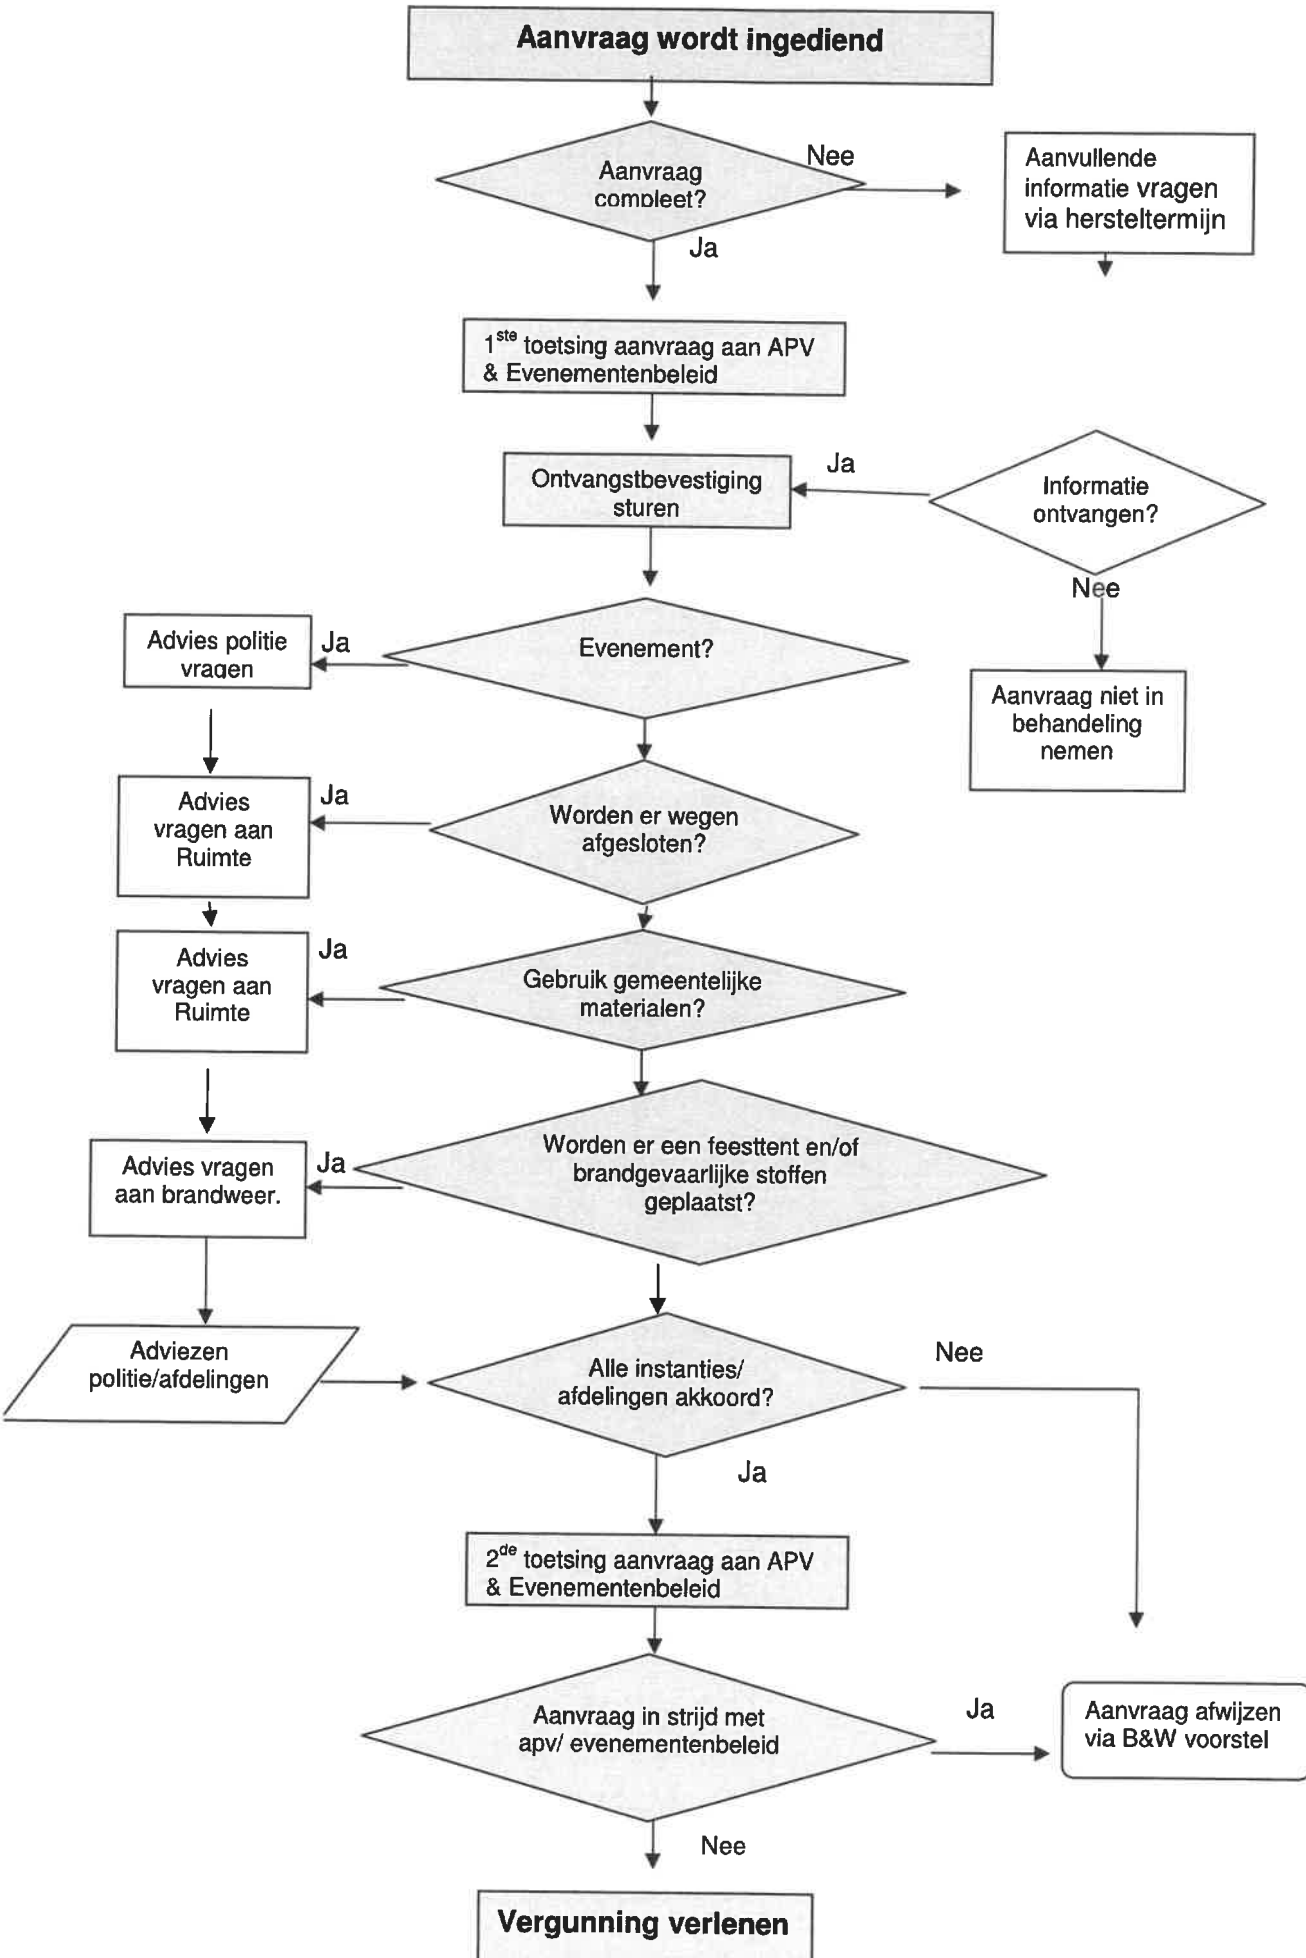 Aanvraag wordt ingediend
Aanvraag
compleet?
Nee
Aanvullende
informatie vragen
via hersteltermijn
Ja
1ste toetsing aanvraag aan APV
& Evenementenbeleid
Ontvangstbevestiging
sturen
Ja
Informatie
ontvangen?
Nee
Aanvraag niet in
behandeling
nemen
Evenement?
Ja
Advies politie
vragen
Worden er wegen
afgesloten?
Ja
Advies
vragen aan
Ruimte
Gebruik gemeentelijke
materialen?
Ja
Advies
vragen aan
Ruimte
Worden er een feesttent en/of
brandgevaarlijke stoffen
geplaatst?
Ja
Advies vragen
aan brandweer.
Adviezen
politie/afdelingen
Alle instanties/
afdelingen akkoord?
Nee
Ja
2de toetsing aanvraag aan APV
& Evenementenbeleid
Aanvraag in strijd met
apv/ evenementenbeleid
Ja
Aanvraag afwijzen
via B&W voorstel
Nee
Vergunning verlenen